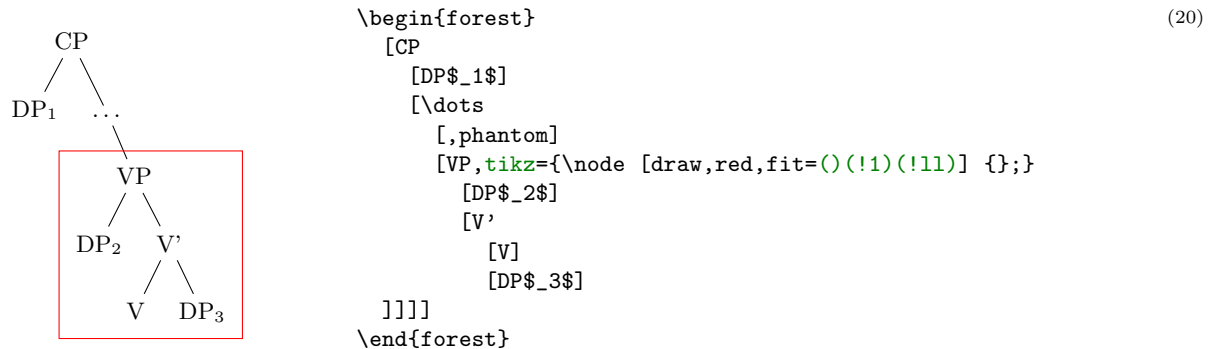 CP
DP₁ …
VP
DP₂ V'
V DP₃
\begin{forest} (20)
[CP
[DP$_1$]
[\dots
[,phantom]
[VP,tikz={\node [draw,red,fit=()(!1)(!ll)] {};}
[DP$_2$]
[V'
[V]
[DP$_3$]
]]]]
\end{forest}